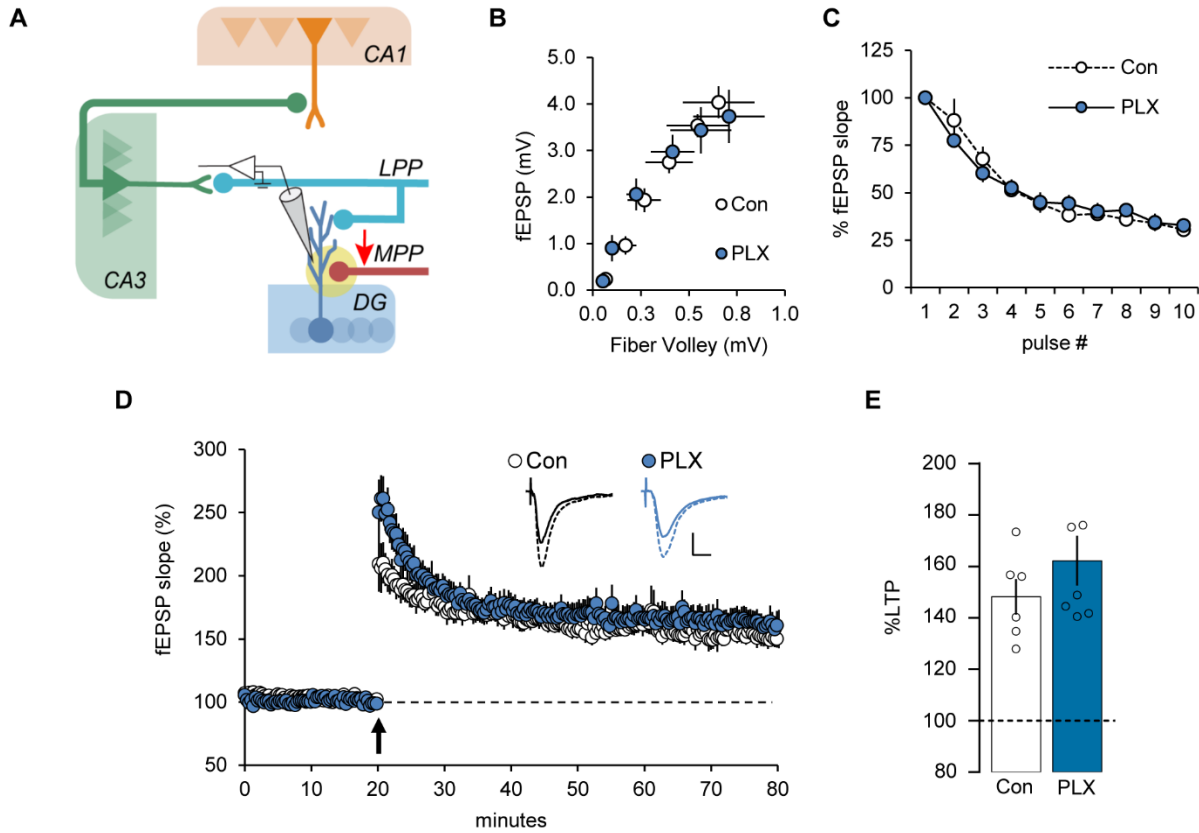 A
CA1
CA3
LPP
MPP
DG
B
5.0
4.0
3.0
2.0
1.0
0.0
fEPSP (mV)
Con
PLX
0.0 0.3 0.5 0.8 1.0
Fiber Volley (mV)
C
125
100
75
50
25
0
% fEPSP slope
Con
PLX
1 2 3 4 5 6 7 8 9 10
pulse #
D
300
250
200
150
100
50
fEPSP slope (%)
Con PLX
0 10 20 30 40 50 60 70 80
minutes
E
200
180
160
140
120
100
80
%LTP
Con PLX